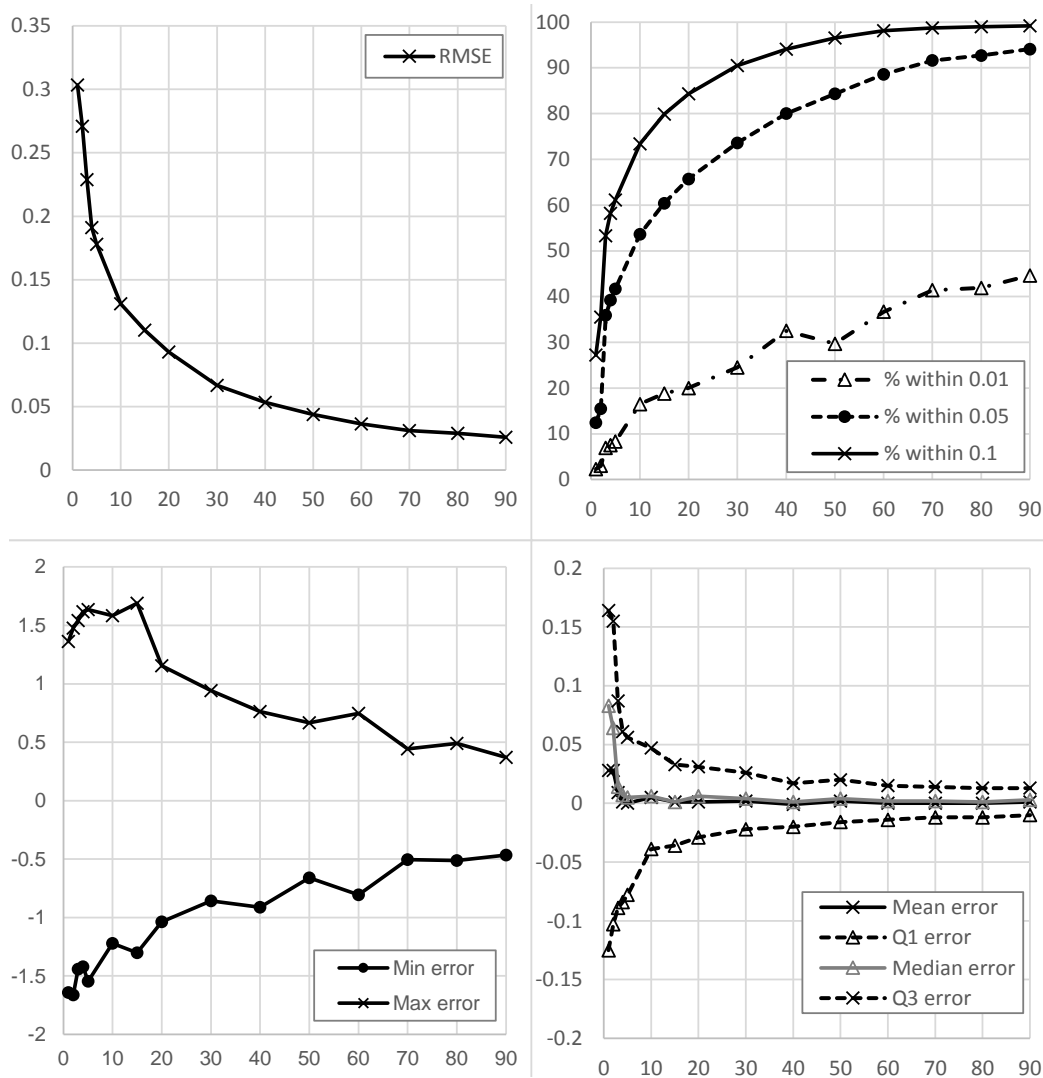 0.35
0.3
0.25
0.2
0.15
0.1
0.05
0
0 10 20 30 40 50 60 70 80 90
RMSE
100
90
80
70
60
50
40
30
20
10
0
0 10 20 30 40 50 60 70 80 90
% within 0.01
% within 0.05
% within 0.1
2
1.5
1
0.5
0
-0.5
-1
-1.5
-2
0 10 20 30 40 50 60 70 80 90
Min error
Max error
0.2
0.15
0.1
0.05
0
-0.05
-0.1
-0.15
-0.2
0 10 20 30 40 50 60 70 80 90
Mean error
Q1 error
Median error
Q3 error